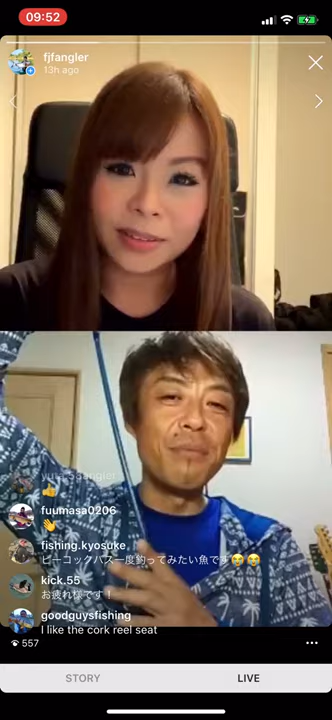 09:52
fjfangler
13h ago
fuumasa0206
👋
fishing.kyosuke.
ピーコックバス一度釣ってみたい魚です😭😭
kick.55
お疲れ様です！
goodguysfishing
I like the cork reel seat
557
STORY
LIVE